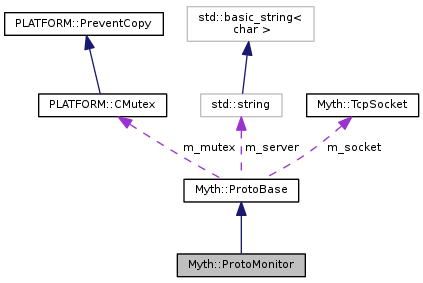 PLATFORM::PreventCopy
std::basic_string<
char >
PLATFORM::CMutex
std::string
Myth::TcpSocket
m_mutex
m_server
m_socket
Myth::ProtoBase
Myth::ProtoMonitor